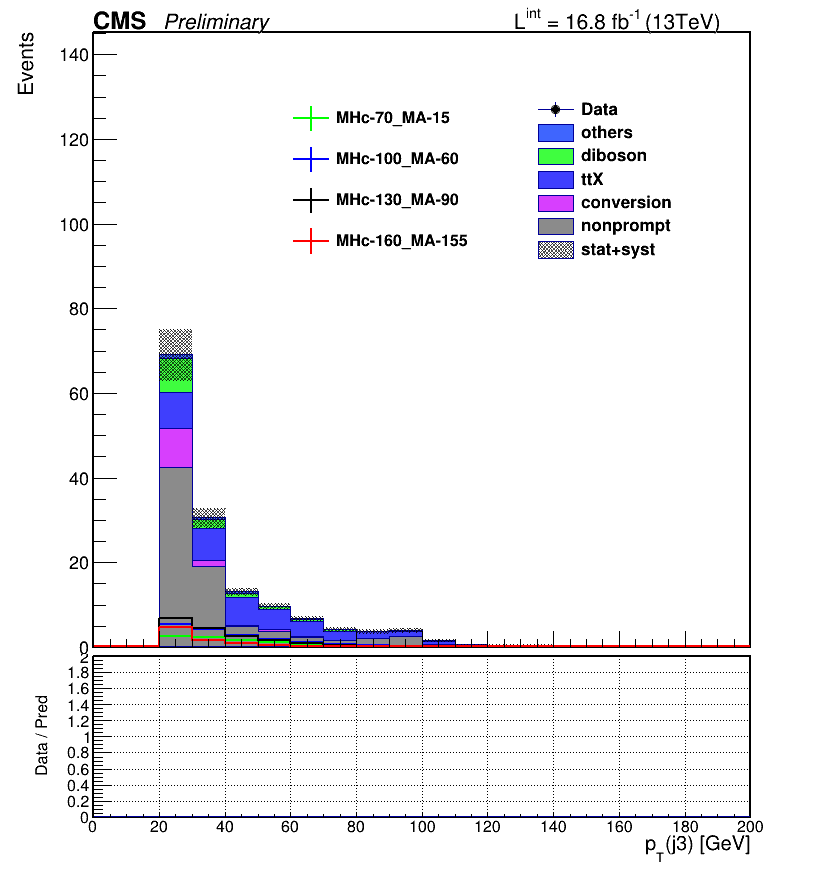 CMS Preliminary L^int = 16.8 fb^-1 (13TeV)
Events
140
120
100
80
60
40
20
0
MHc-70_MA-15
MHc-100_MA-60
MHc-130_MA-90
MHc-160_MA-155
Data
others
diboson
ttX
conversion
nonprompt
stat+syst
Data / Pred
2
1.8
1.6
1.4
1.2
1
0.8
0.6
0.4
0.2
0
0 20 40 60 80 100 120 140 160 180 200
p_T(j3) [GeV]